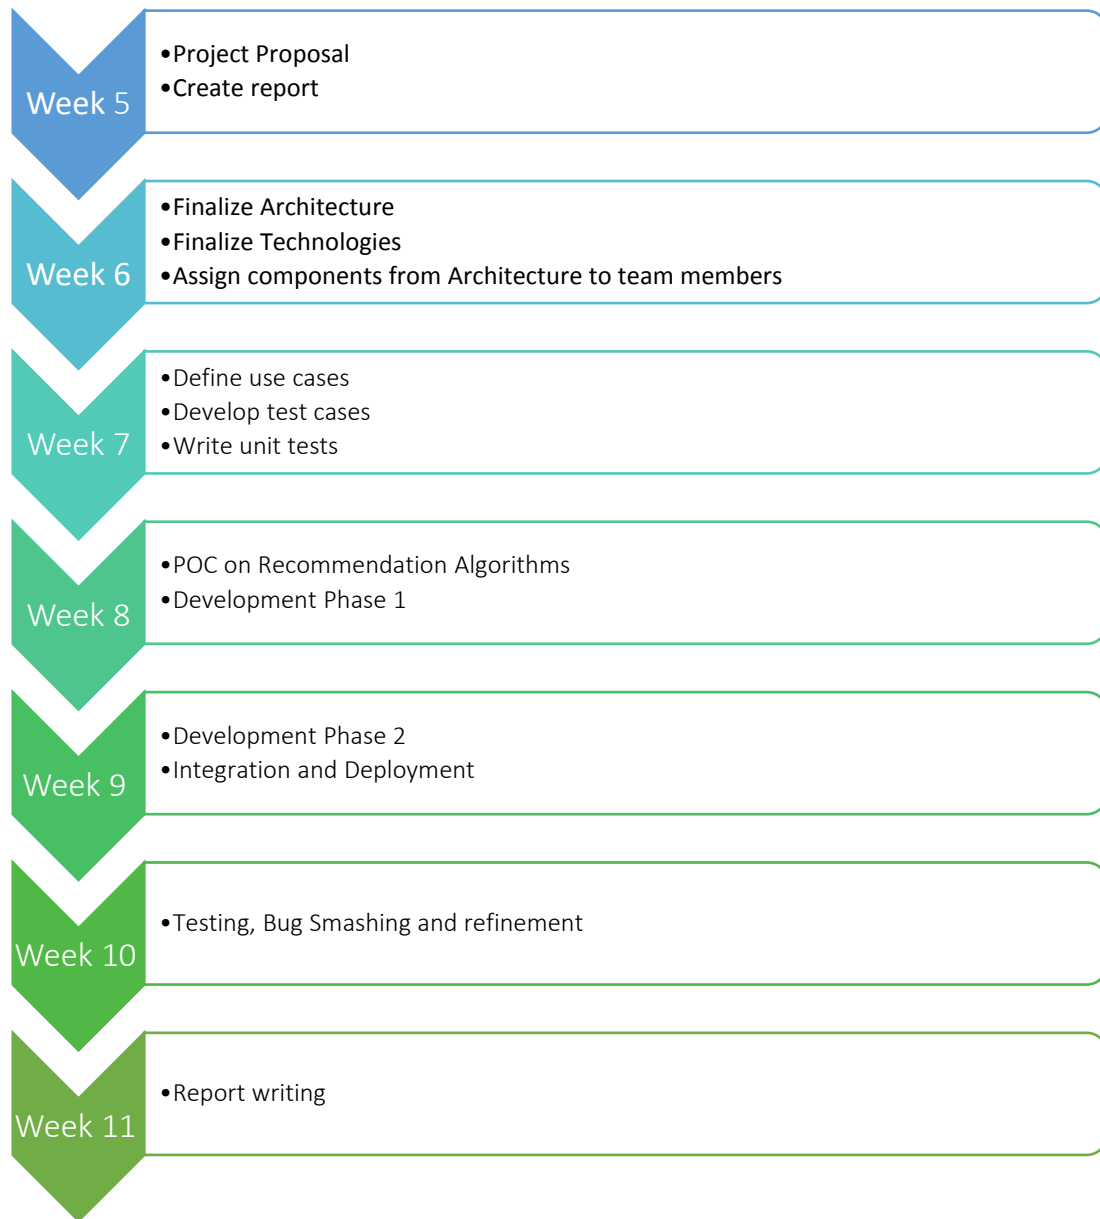 Week 5
•Project Proposal
•Create report
Week 6
•Finalize Architecture
•Finalize Technologies
•Assign components from Architecture to team members
Week 7
•Define use cases
•Develop test cases
•Write unit tests
Week 8
•POC on Recommendation Algorithms
•Development Phase 1
Week 9
•Development Phase 2
•Integration and Deployment
Week 10
•Testing, Bug Smashing and refinement
Week 11
•Report writing